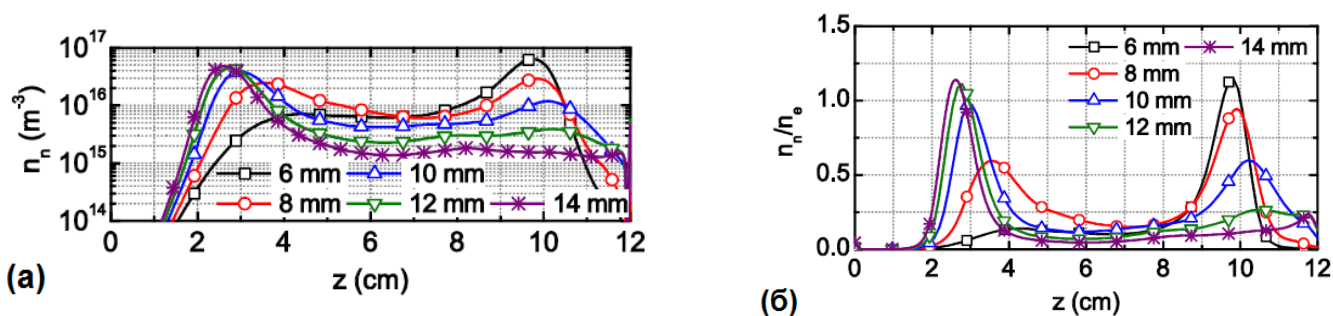 10^17
10^16
10^15
10^14
n_n (m^-3)
6 mm 10 mm
8 mm 12 mm 14 mm
0 2 4 6 8 10 12
z (cm)
(а)
1.5
1.0
0.5
0.0
n_n/n_e
6 mm 14 mm
8 mm
10 mm
12 mm
0 2 4 6 8 10 12
z (cm)
(б)